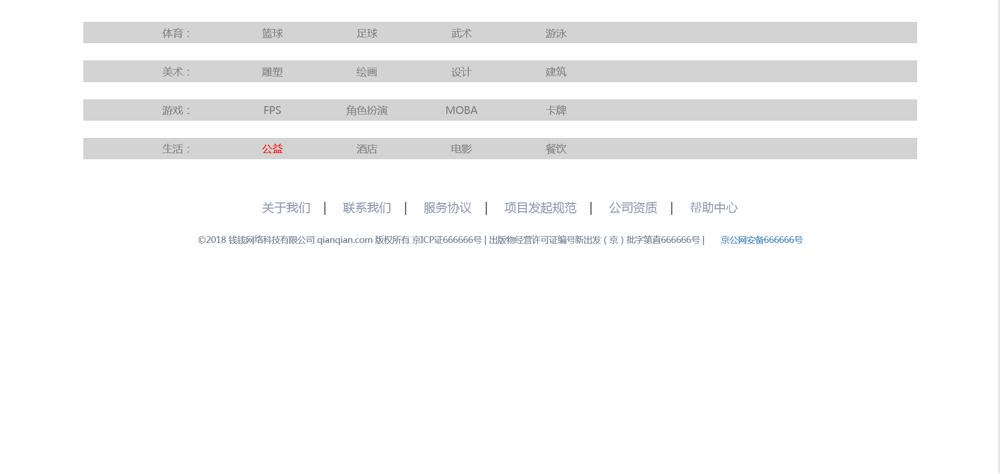 体育： 篮球 足球 武术 游泳
美术： 雕塑 绘画 设计 建筑
游戏： FPS 角色扮演 MOBA 卡牌
生活： 公益 酒店 电影 餐饮
关于我们 | 联系我们 | 服务协议 | 项目发起规范 | 公司资质 | 帮助中心
©2018 钱钱网络科技有限公司 qianqian.com 版权所有 京ICP证666666号 | 出版物经营许可证编号新出发（京）批字第直666666号 | 京公网安备666666号